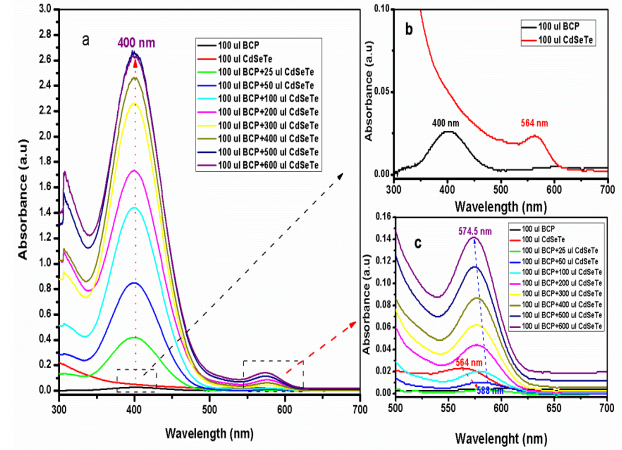 a
400 nm
3.0
2.8
2.6
2.4
2.2
2.0
1.8
1.6
1.4
1.2
1.0
0.8
0.6
0.4
0.2
0.0
Absorbance (a.u)
300
400
500
600
700
Wavelength (nm)
100 ul BCP
100 ul CdSeTe
100 ul BCP+25 ul CdSeTe
100 ul BCP+50 ul CdSeTe
100 ul BCP+100 ul CdSeTe
100 ul BCP+200 ul CdSeTe
100 ul BCP+300 ul CdSeTe
100 ul BCP+400 ul CdSeTe
100 ul BCP+500 ul CdSeTe
100 ul BCP+600 ul CdSeTe
b
100 ul BCP
100 ul CdSeTe
400 nm
564 nm
0.10
0.05
0.00
Absorbance (a.u)
300
400
500
600
700
Wavelength (nm)
c
574.5 nm
564 nm
588 nm
0.16
0.14
0.12
0.10
0.08
0.06
0.04
0.02
0.00
Absorbance (a.u)
500
550
600
650
700
Wavelenght (nm)
100 ul BCP
100 ul CdSeTe
100 ul BCP+25 ul CdSeTe
100 ul BCP+50 ul CdSeTe
100 ul BCP+100 ul CdSeTe
100 ul BCP+200 ul CdSeTe
100 ul BCP+300 ul CdSeTe
100 ul BCP+400 ul CdSeTe
100 ul BCP+500 ul CdSeTe
100 ul BCP+600 ul CdSeTe